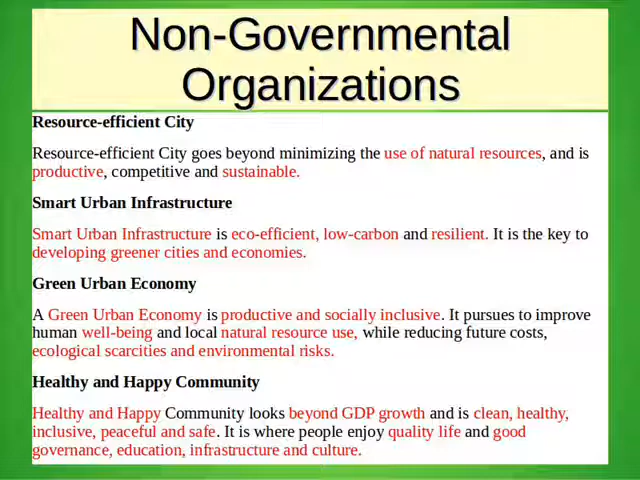 Non-Governmental
Organizations
Resource-efficient City
Resource-efficient City goes beyond minimizing the use of natural resources, and is
productive, competitive and sustainable.
Smart Urban Infrastructure
Smart Urban Infrastructure is eco-efficient, low-carbon and resilient. It is the key to
developing greener cities and economies.
Green Urban Economy
A Green Urban Economy is productive and socially inclusive. It pursues to improve
human well-being and local natural resource use, while reducing future costs,
ecological scarcities and environmental risks.
Healthy and Happy Community
Healthy and Happy Community looks beyond GDP growth and is clean, healthy,
inclusive, peaceful and safe. It is where people enjoy quality life and good
governance, education, infrastructure and culture.